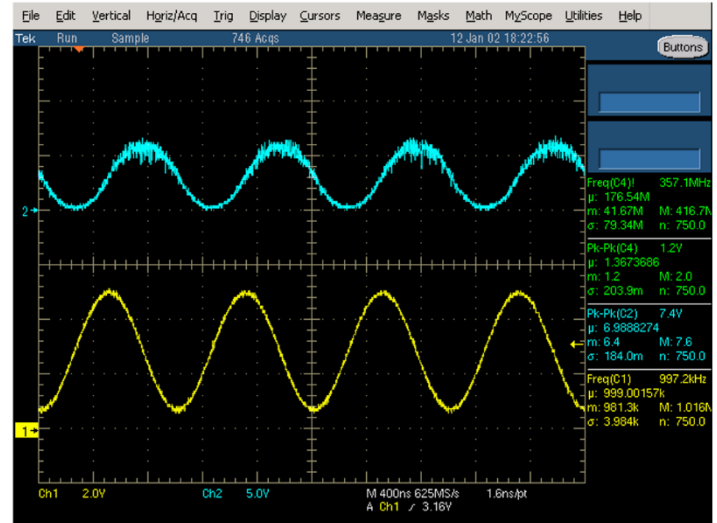 File Edit Vertical Horiz/Acq Trig Display Cursors Measure Masks Math MyScope Utilities Help
Tek Run Sample 746 Acqs 12 Jan 02 18:22:56 Buttons
Freq(C4)! 357.1MHz
µ: 176.54M
m: 41.67M M: 416.7M
σ: 79.34M n: 750.0
Pk-Pk(C4) 1.2V
µ: 1.3673686
m: 1.2 M: 2.0
σ: 203.9m n: 750.0
Pk-Pk(C2) 7.4V
µ: 6.9888274
m: 6.4 M: 7.6
σ: 184.0m n: 750.0
Freq(C1) 997.2kHz
µ: 999.00157k
m: 981.3k M: 1.016M
σ: 3.984k n: 750.0
2
1
Ch1 2.0V Ch2 5.0V M 400ns 625MS/s 1.6ns/pt
A Ch1 / 3.16V